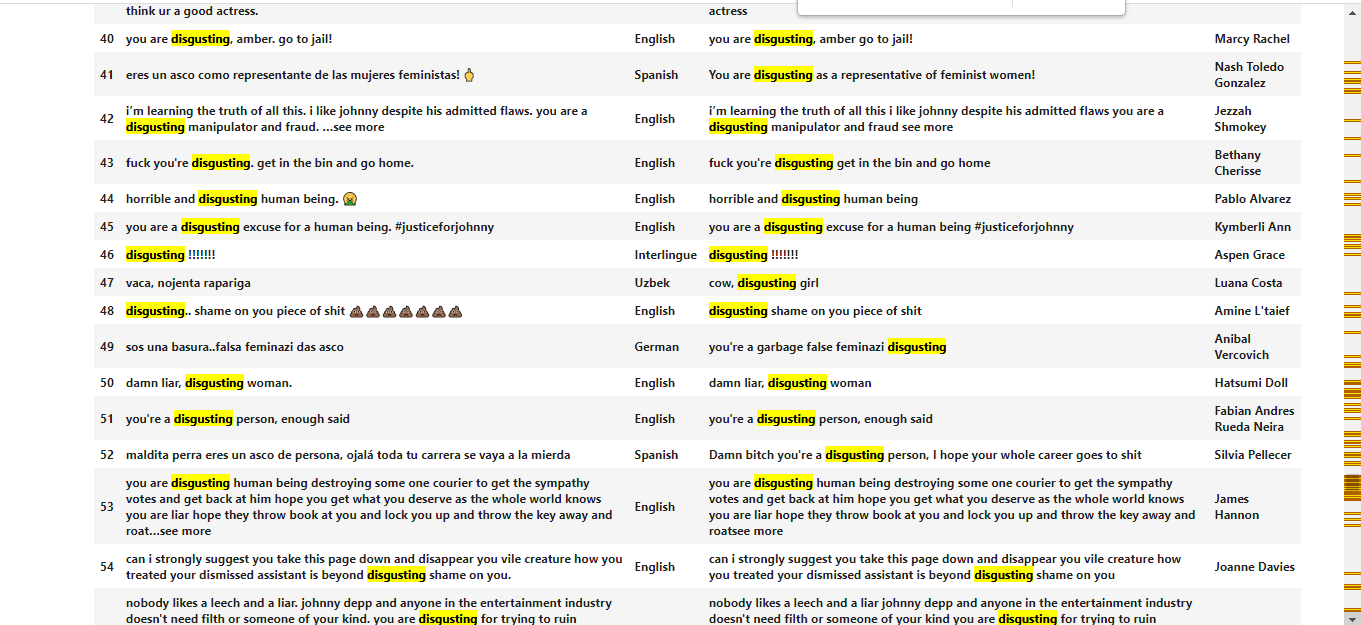 think ur a good actress. actress
40 you are disgusting, amber. go to jail! English you are disgusting, amber go to jail! Marcy Rachel
41 eres un asco como representante de las mujeres feministas! 🖕 Spanish You are disgusting as a representative of feminist women! Nash Toledo Gonzalez
42 i'm learning the truth of all this. i like johnny despite his admitted flaws. you are a
disgusting manipulator and fraud. ...see more English i'm learning the truth of all this i like johnny despite his admitted flaws you are a
disgusting manipulator and fraud see more Jezzah
Shmokey
43 fuck you're disgusting. get in the bin and go home. English fuck you're disgusting get in the bin and go home Bethany
Cherisse
44 horrible and disgusting human being. 🤮 English horrible and disgusting human being Pablo Alvarez
45 you are a disgusting excuse for a human being. #justiceforjohnny English you are a disgusting excuse for a human being #justiceforjohnny Kymberli Ann
46 disgusting !!!!!!! Interlingue disgusting !!!!!!! Aspen Grace
47 vaca, nojenta rapariga Uzbek cow, disgusting girl Luana Costa
48 disgusting.. shame on you piece of shit 💩💩💩💩💩💩💩 English disgusting shame on you piece of shit Amine L'taief
49 sos una basura..falsa feminazi das asco German you're a garbage false feminazi disgusting Anibal
Vercovich
50 damn liar, disgusting woman. English damn liar, disgusting woman Hatsumi Doll
51 you're a disgusting person, enough said English you're a disgusting person, enough said Fabian Andres
Rueda Neira
52 maldita perra eres un asco de persona, ojalá toda tu carrera se vaya a la mierda Spanish Damn bitch you're a disgusting person, I hope your whole career goes to shit Silvia Pellecer
53 you are disgusting human being destroying some one courier to get the sympathy
votes and get back at him hope you get what you deserve as the whole world knows
you are liar hope they throw book at you and lock you up and throw the key away and
roat...see more English you are disgusting human being destroying some one courier to get the sympathy
votes and get back at him hope you get what you deserve as the whole world knows
you are liar hope they throw book at you and lock you up and throw the key away and
roatsee more James
Hannon
54 can i strongly suggest you take this page down and disappear you vile creature how you
treated your dismissed assistant is beyond disgusting shame on you. English can i strongly suggest you take this page down and disappear you vile creature how you
treated your dismissed assistant is beyond disgusting shame on you Joanne Davies
nobody likes a leech and a liar. johnny depp and anyone in the entertainment industry
doesn't need filth or someone of your kind. you are disgusting for trying to ruin nobody likes a leech and a liar johnny depp and anyone in the entertainment industry
doesn't need filth or someone of your kind you are disgusting for trying to ruin